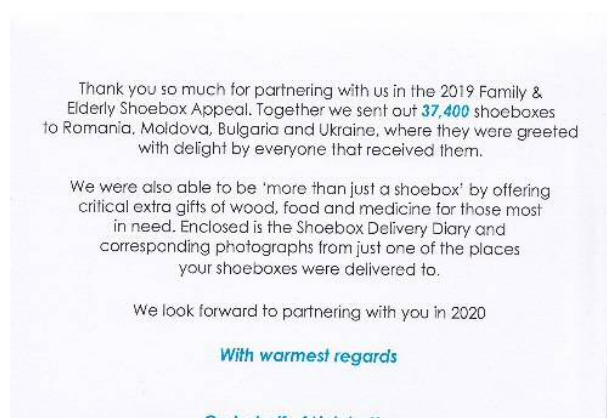 Thank you so much for partnering with us in the 2019 Family &
Elderly Shoebox Appeal. Together we sent out 37,400 shoeboxes
to Romania, Moldova, Bulgaria and Ukraine, where they were greeted
with delight by everyone that received them.
We were also able to be 'more than just a shoebox' by offering
critical extra gifts of wood, food and medicine for those most
in need. Enclosed is the Shoebox Delivery Diary and
corresponding photographs from just one of the places
your shoeboxes were delivered to.
We look forward to partnering with you in 2020
With warmest regards